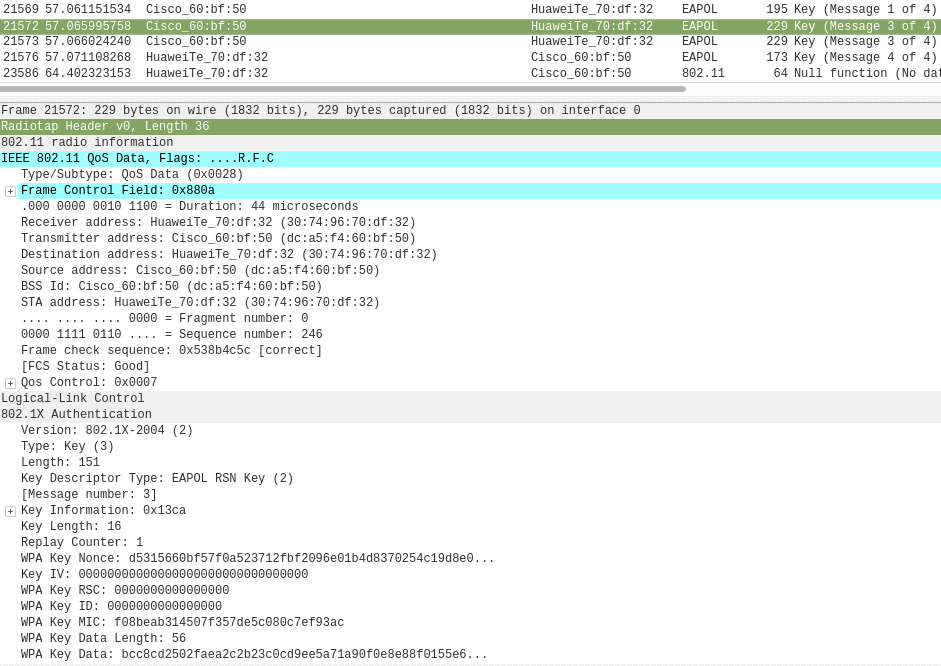 21569 57.061151534 Cisco_60:bf:50 HuaweiTe_70:df:32 EAPOL 195 Key (Message 1 of 4)
21572 57.065995758 Cisco_60:bf:50 HuaweiTe_70:df:32 EAPOL 229 Key (Message 3 of 4)
21573 57.066024240 Cisco_60:bf:50 HuaweiTe_70:df:32 EAPOL 229 Key (Message 3 of 4)
21576 57.071108268 HuaweiTe_70:df:32 Cisco_60:bf:50 EAPOL 173 Key (Message 4 of 4)
23586 64.402323153 HuaweiTe_70:df:32 Cisco_60:bf:50 802.11 64 Null function (No dat
Frame 21572: 229 bytes on wire (1832 bits), 229 bytes captured (1832 bits) on interface 0
Radiotap Header v0, Length 36
802.11 radio information
IEEE 802.11 QoS Data, Flags: ....R.F.C
Type/Subtype: QoS Data (0x0028)
Frame Control Field: 0x880a
.000 0000 0010 1100 = Duration: 44 microseconds
Receiver address: HuaweiTe_70:df:32 (30:74:96:70:df:32)
Transmitter address: Cisco_60:bf:50 (dc:a5:f4:60:bf:50)
Destination address: HuaweiTe_70:df:32 (30:74:96:70:df:32)
Source address: Cisco_60:bf:50 (dc:a5:f4:60:bf:50)
BSS Id: Cisco_60:bf:50 (dc:a5:f4:60:bf:50)
STA address: HuaweiTe_70:df:32 (30:74:96:70:df:32)
.... .... .... 0000 = Fragment number: 0
0000 1111 0110 .... = Sequence number: 246
Frame check sequence: 0x538b4c5c [correct]
[FCS Status: Good]
Qos Control: 0x0007
Logical-Link Control
802.1X Authentication
Version: 802.1X-2004 (2)
Type: Key (3)
Length: 151
Key Descriptor Type: EAPOL RSN Key (2)
[Message number: 3]
Key Information: 0x13ca
Key Length: 16
Replay Counter: 1
WPA Key Nonce: d5315660bf57f0a523712fbf2096e01b4d8370254c19d8e0...
Key IV: 00000000000000000000000000000000
WPA Key RSC: 0000000000000000
WPA Key ID: 0000000000000000
WPA Key MIC: f08beab314507f357de5c080c7ef93ac
WPA Key Data Length: 56
WPA Key Data: bcc8cd2502faea2c2b23c0cd9ee5a71a90f0e8e88f0155e6...